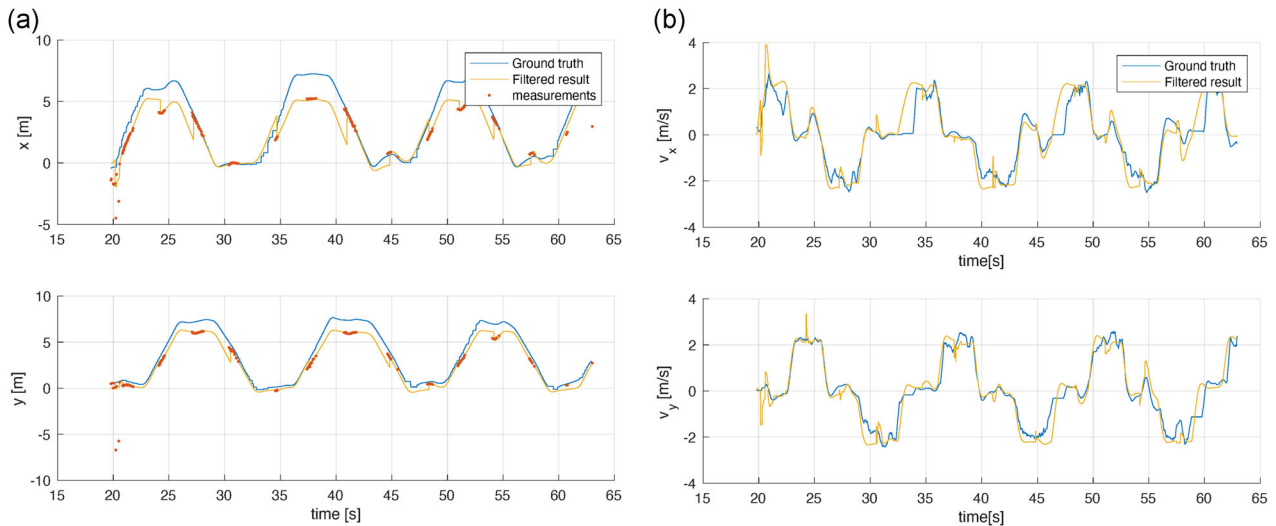 (a)
10
5
0
-5
x [m]
15 20 25 30 35 40 45 50 55 60 65
Ground truth
Filtered result
measurements
10
5
0
-5
-10
y [m]
15 20 25 30 35 40 45 50 55 60 65
time [s]
(b)
4
2
0
-2
-4
v_x [m/s]
15 20 25 30 35 40 45 50 55 60 65
time[s]
Ground truth
Filtered result
4
2
0
-2
-4
v_y [m/s]
15 20 25 30 35 40 45 50 55 60 65
time[s]